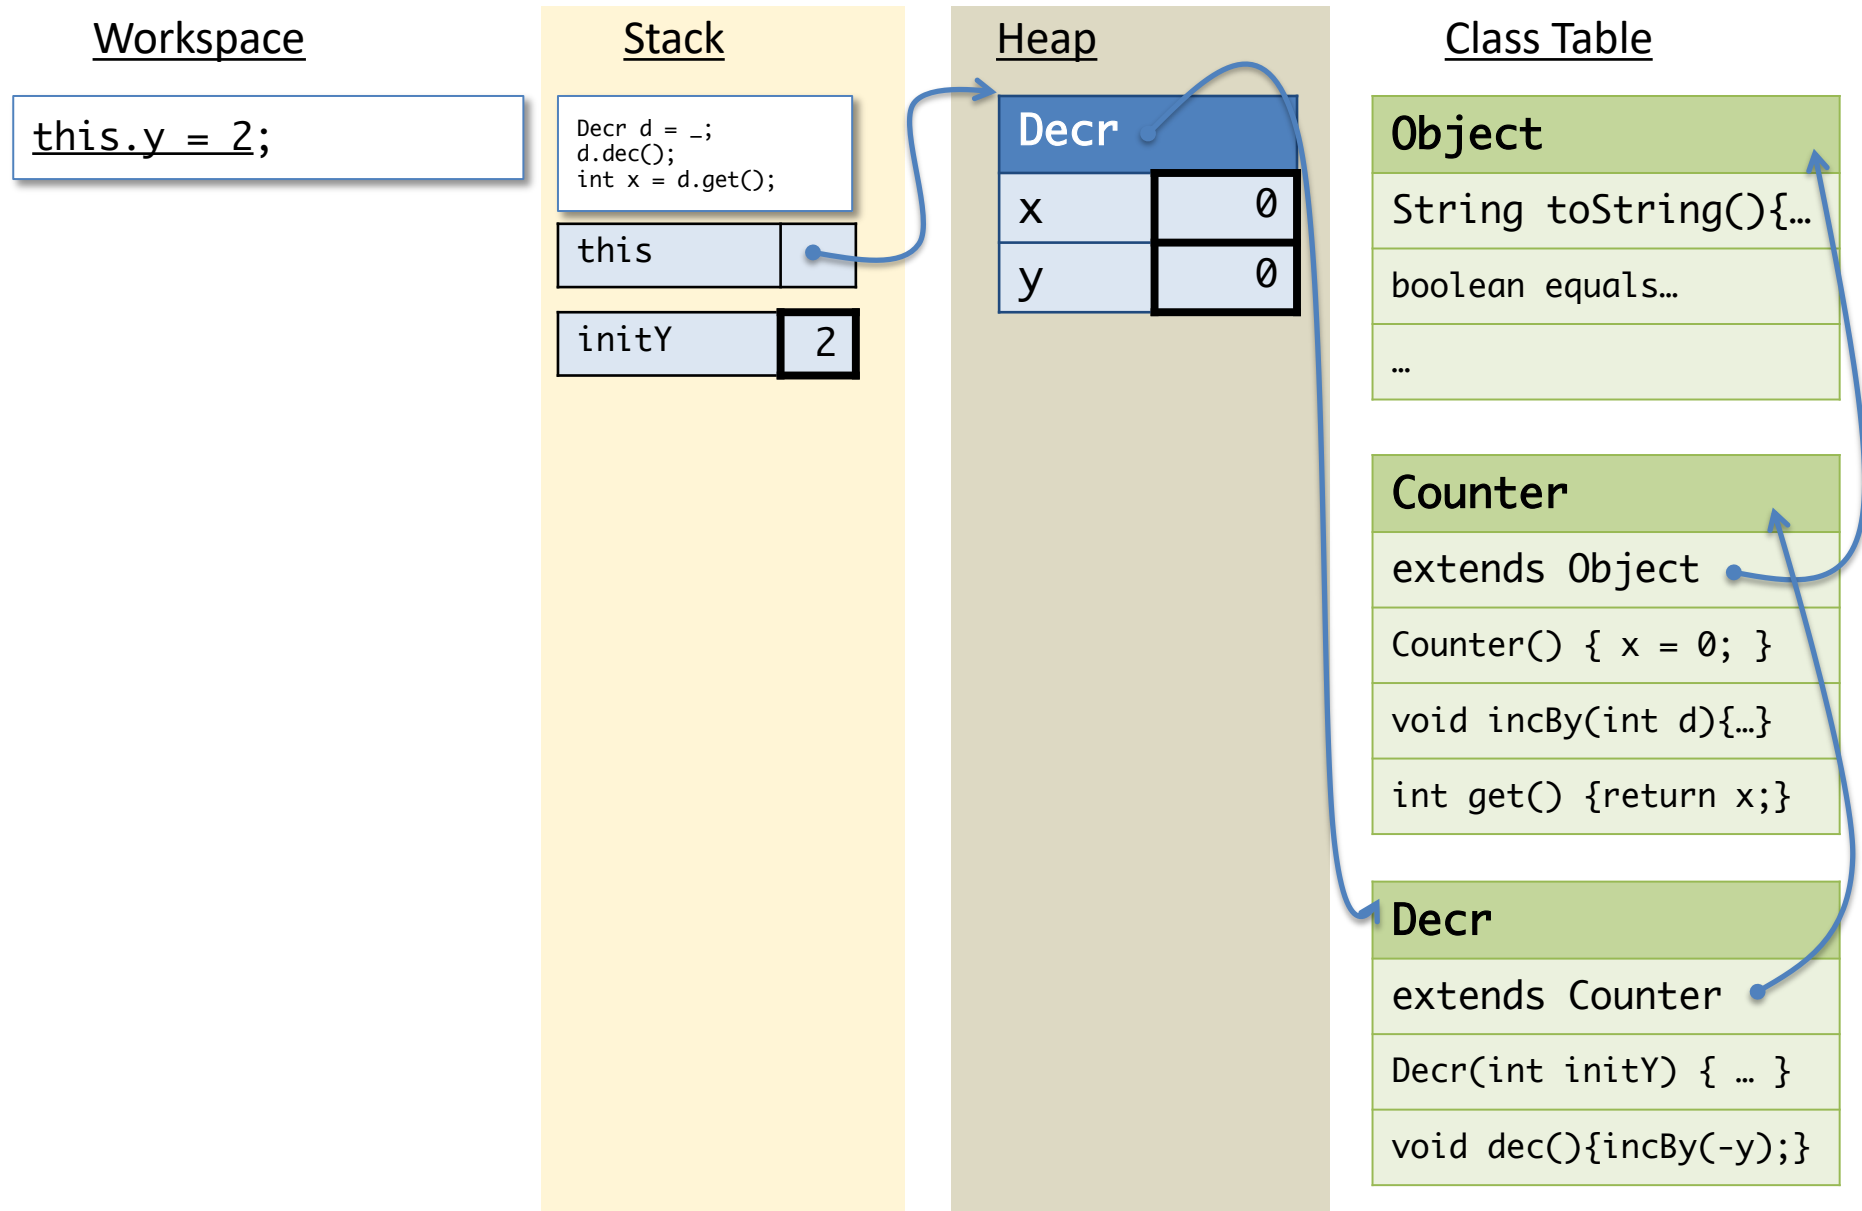 Workspace
this.y = 2;
Stack
Decr d = _;
d.dec();
int x = d.get();
this
initY 2
Heap
Decr
x 0
y 0
Class Table
Object
String toString(){…
boolean equals…
…
Counter
extends Object
Counter() { x = 0; }
void incBy(int d){…}
int get() {return x;}
Decr
extends Counter
Decr(int initY) { … }
void dec(){incBy(-y);}